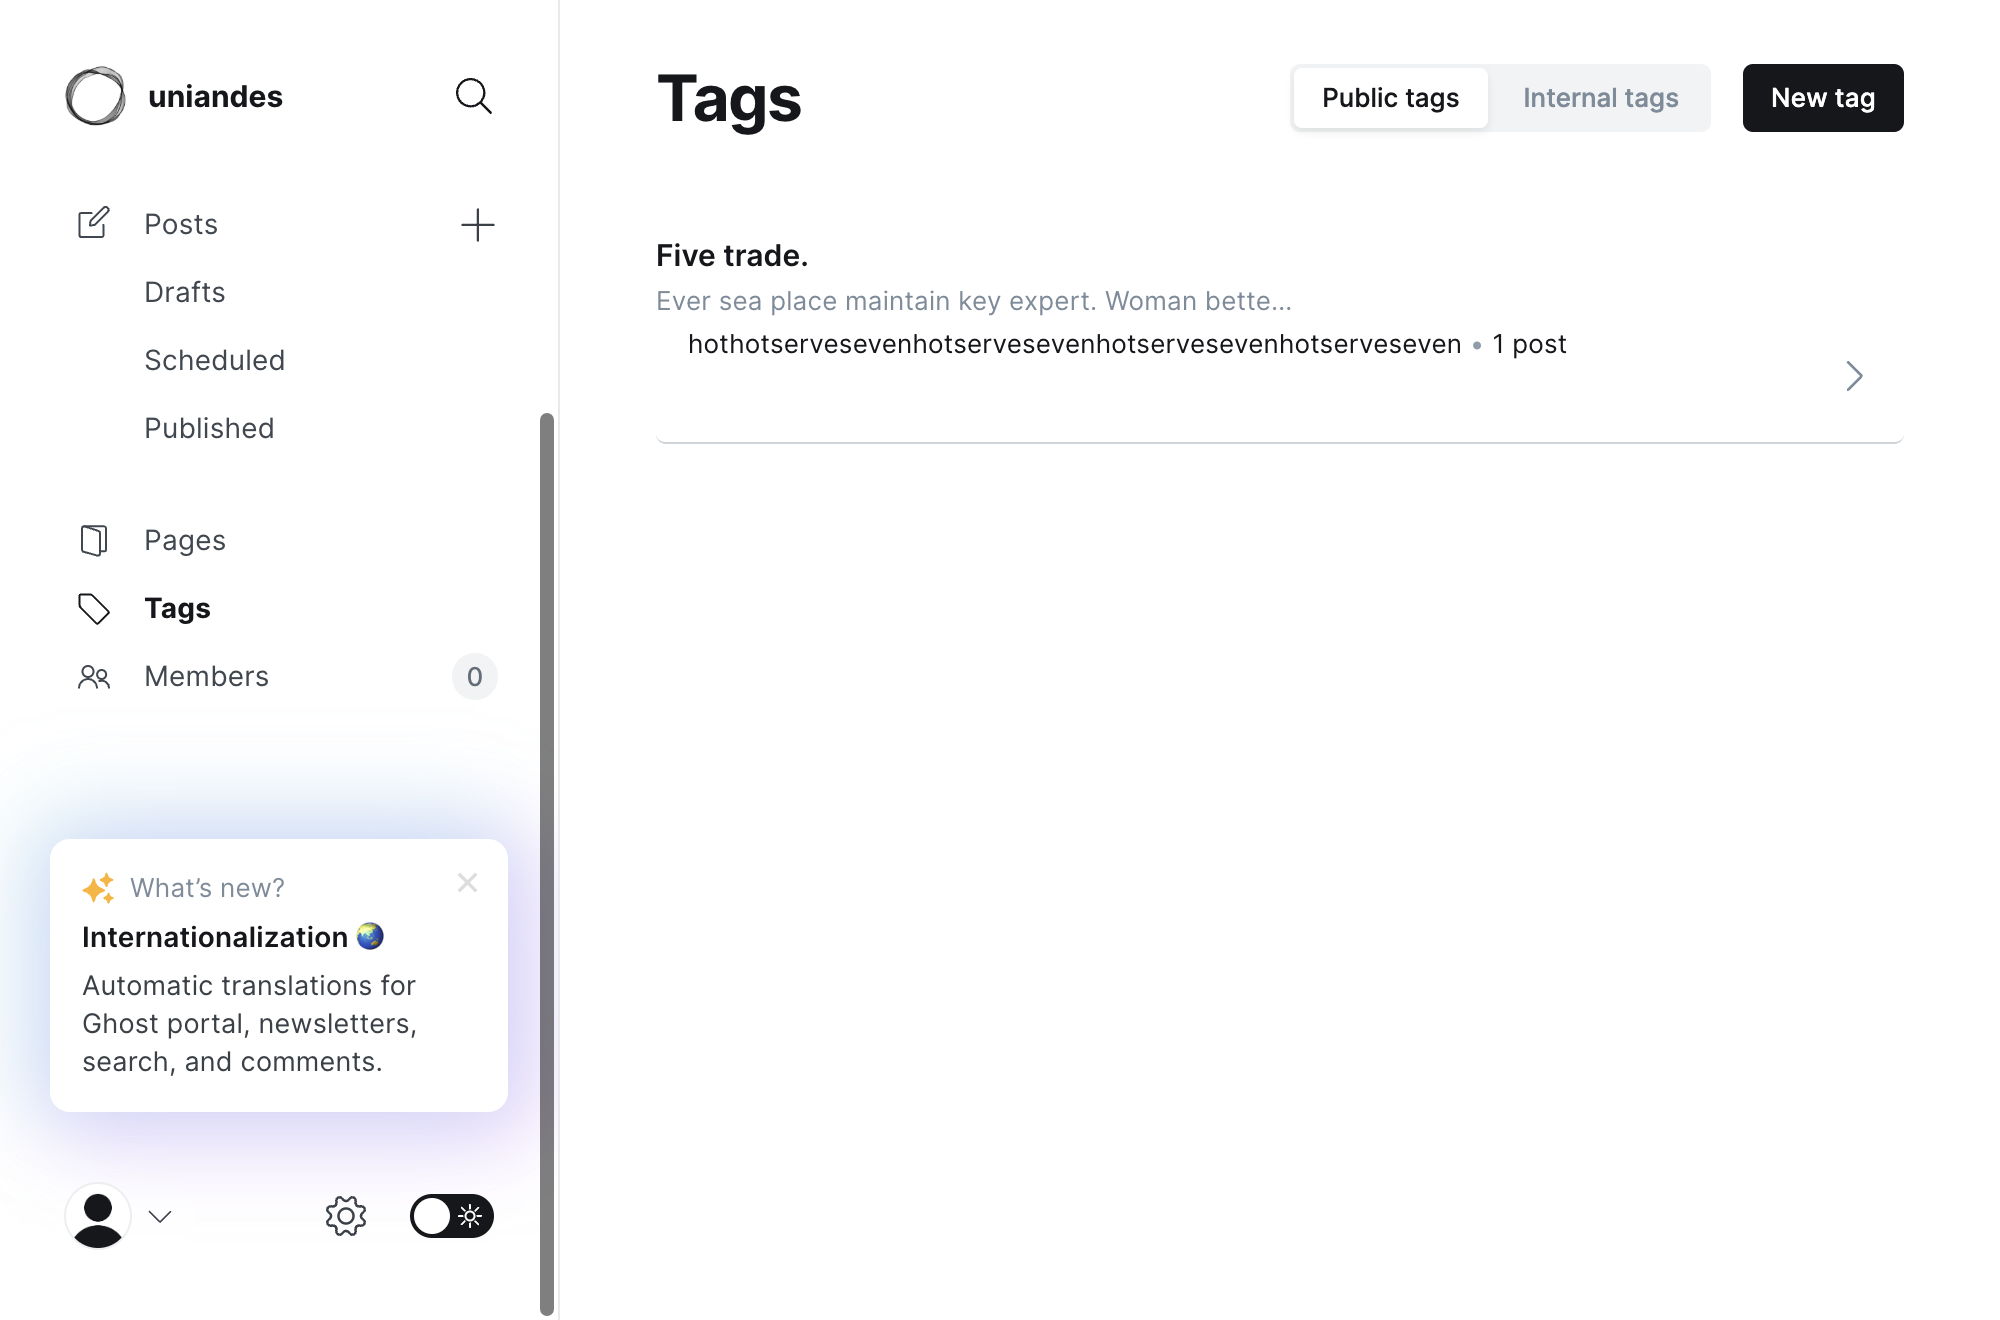 uniandes
Posts
Drafts
Scheduled
Published
Pages
Tags
Members 0
What’s new?
Internationalization
Automatic translations for
Ghost portal, newsletters,
search, and comments.
Tags
Public tags Internal tags New tag
Five trade.
Ever sea place maintain key expert. Woman bette...
hothotservesevenhotservesevenhotservesevenhotserveseven • 1 post